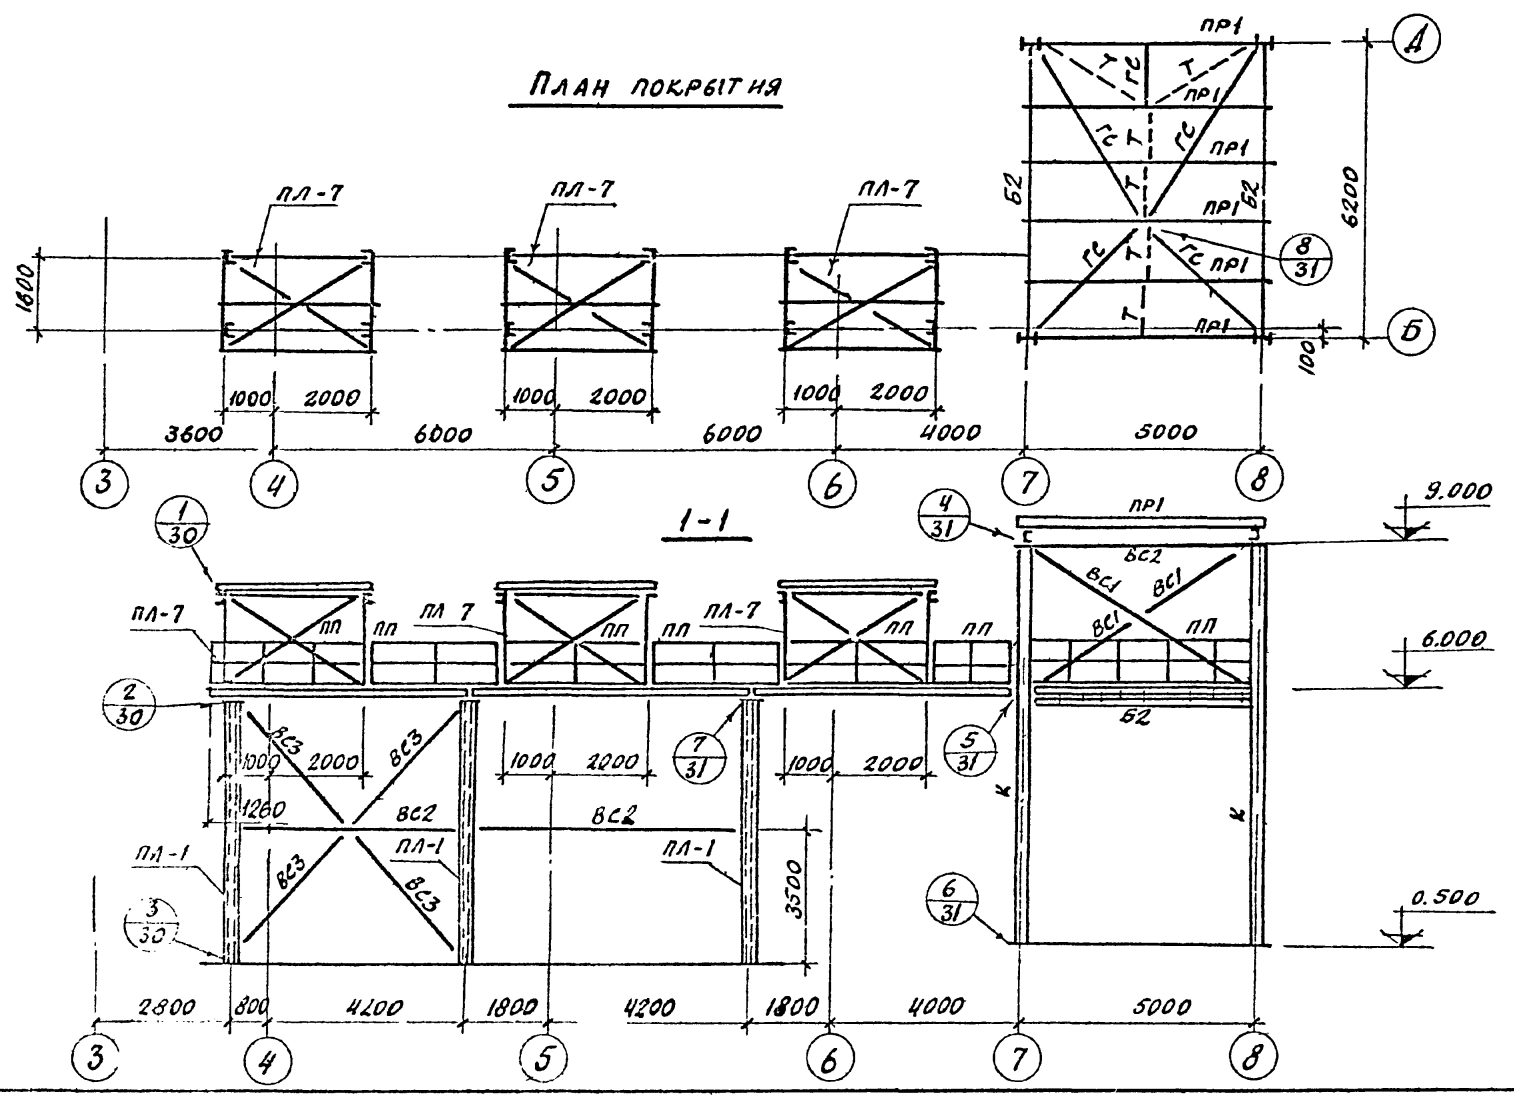 План покрытия
ПР1
А
Т
ГС
Т
ПР1
ГС
Т
ГС
ПР1
Б2
Т
Б2
6200
ПР1
ПЛ-7
ПЛ-7
ПЛ-7
ГС
Т
ГС
ПР1
8
31
1800
Т
ПР1
Б
100
1000
2000
1000
2000
1000
2000
3600
6000
6000
4000
5000
3
4
5
6
7
8
1
30
1-1
4
31
ПР1
9.000
БС2
ВС1
ВС1
ПЛ-7
ПП
ПП
ПЛ 7
ПП
ПП
ПЛ-7
ПП
ПП
ВС1
ПП
6.000
2
30
7
31
5
31
Б2
ВС3
ВС3
1000
2000
1000
2000
1000
2000
1260
ВС2
ВС2
К
К
ПЛ-1
ПЛ-1
ПЛ-1
ВС3
ВС3
3500
3
30
6
31
0.500
2800
800
4200
1800
4200
1800
4000
5000
3
4
5
6
7
8